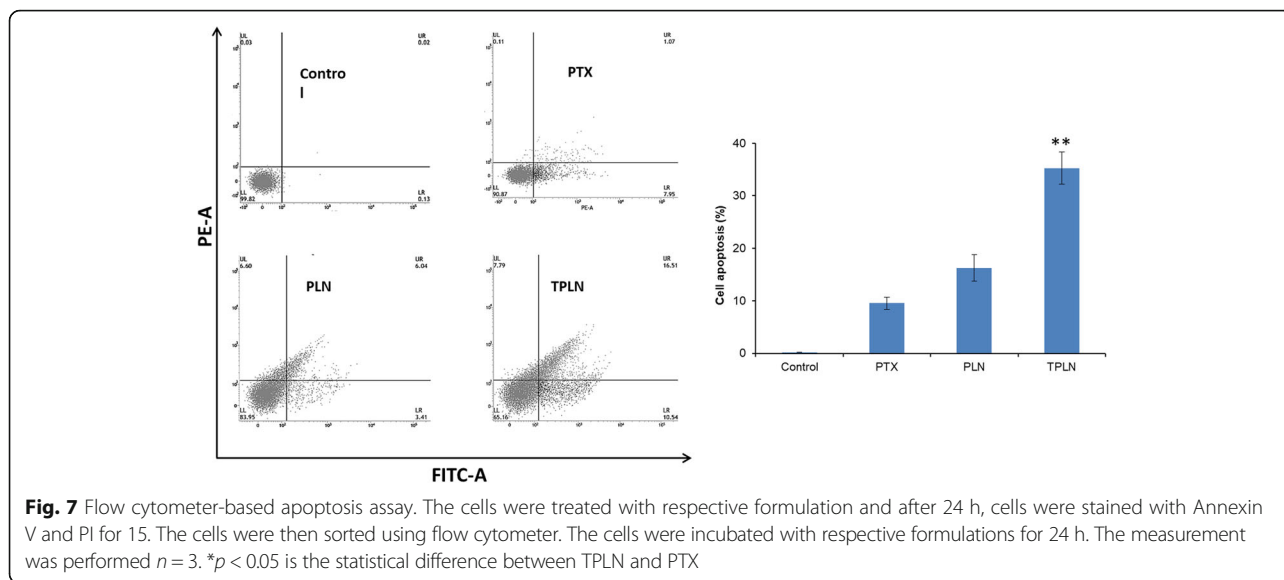 UL UR
0.03 0.02
Contro
l
LL LR
99.82 0.13
UL UR
0.11 1.07
PTX
LL LR
90.87 7.95
PE-A
PE-A
UL UR
6.60 6.04
PLN
LL LR
83.95 3.41
UL UR
7.79 16.51
TPLN
LL LR
65.16 10.54
FITC-A
Cell apoptosis (%)
40
30
20
10
0
**
Control PTX PLN TPLN
Fig. 7 Flow cytometer-based apoptosis assay. The cells were treated with respective formulation and after 24 h, cells were stained with Annexin
V and PI for 15. The cells were then sorted using flow cytometer. The cells were incubated with respective formulations for 24 h. The measurement
was performed n = 3. *p < 0.05 is the statistical difference between TPLN and PTX